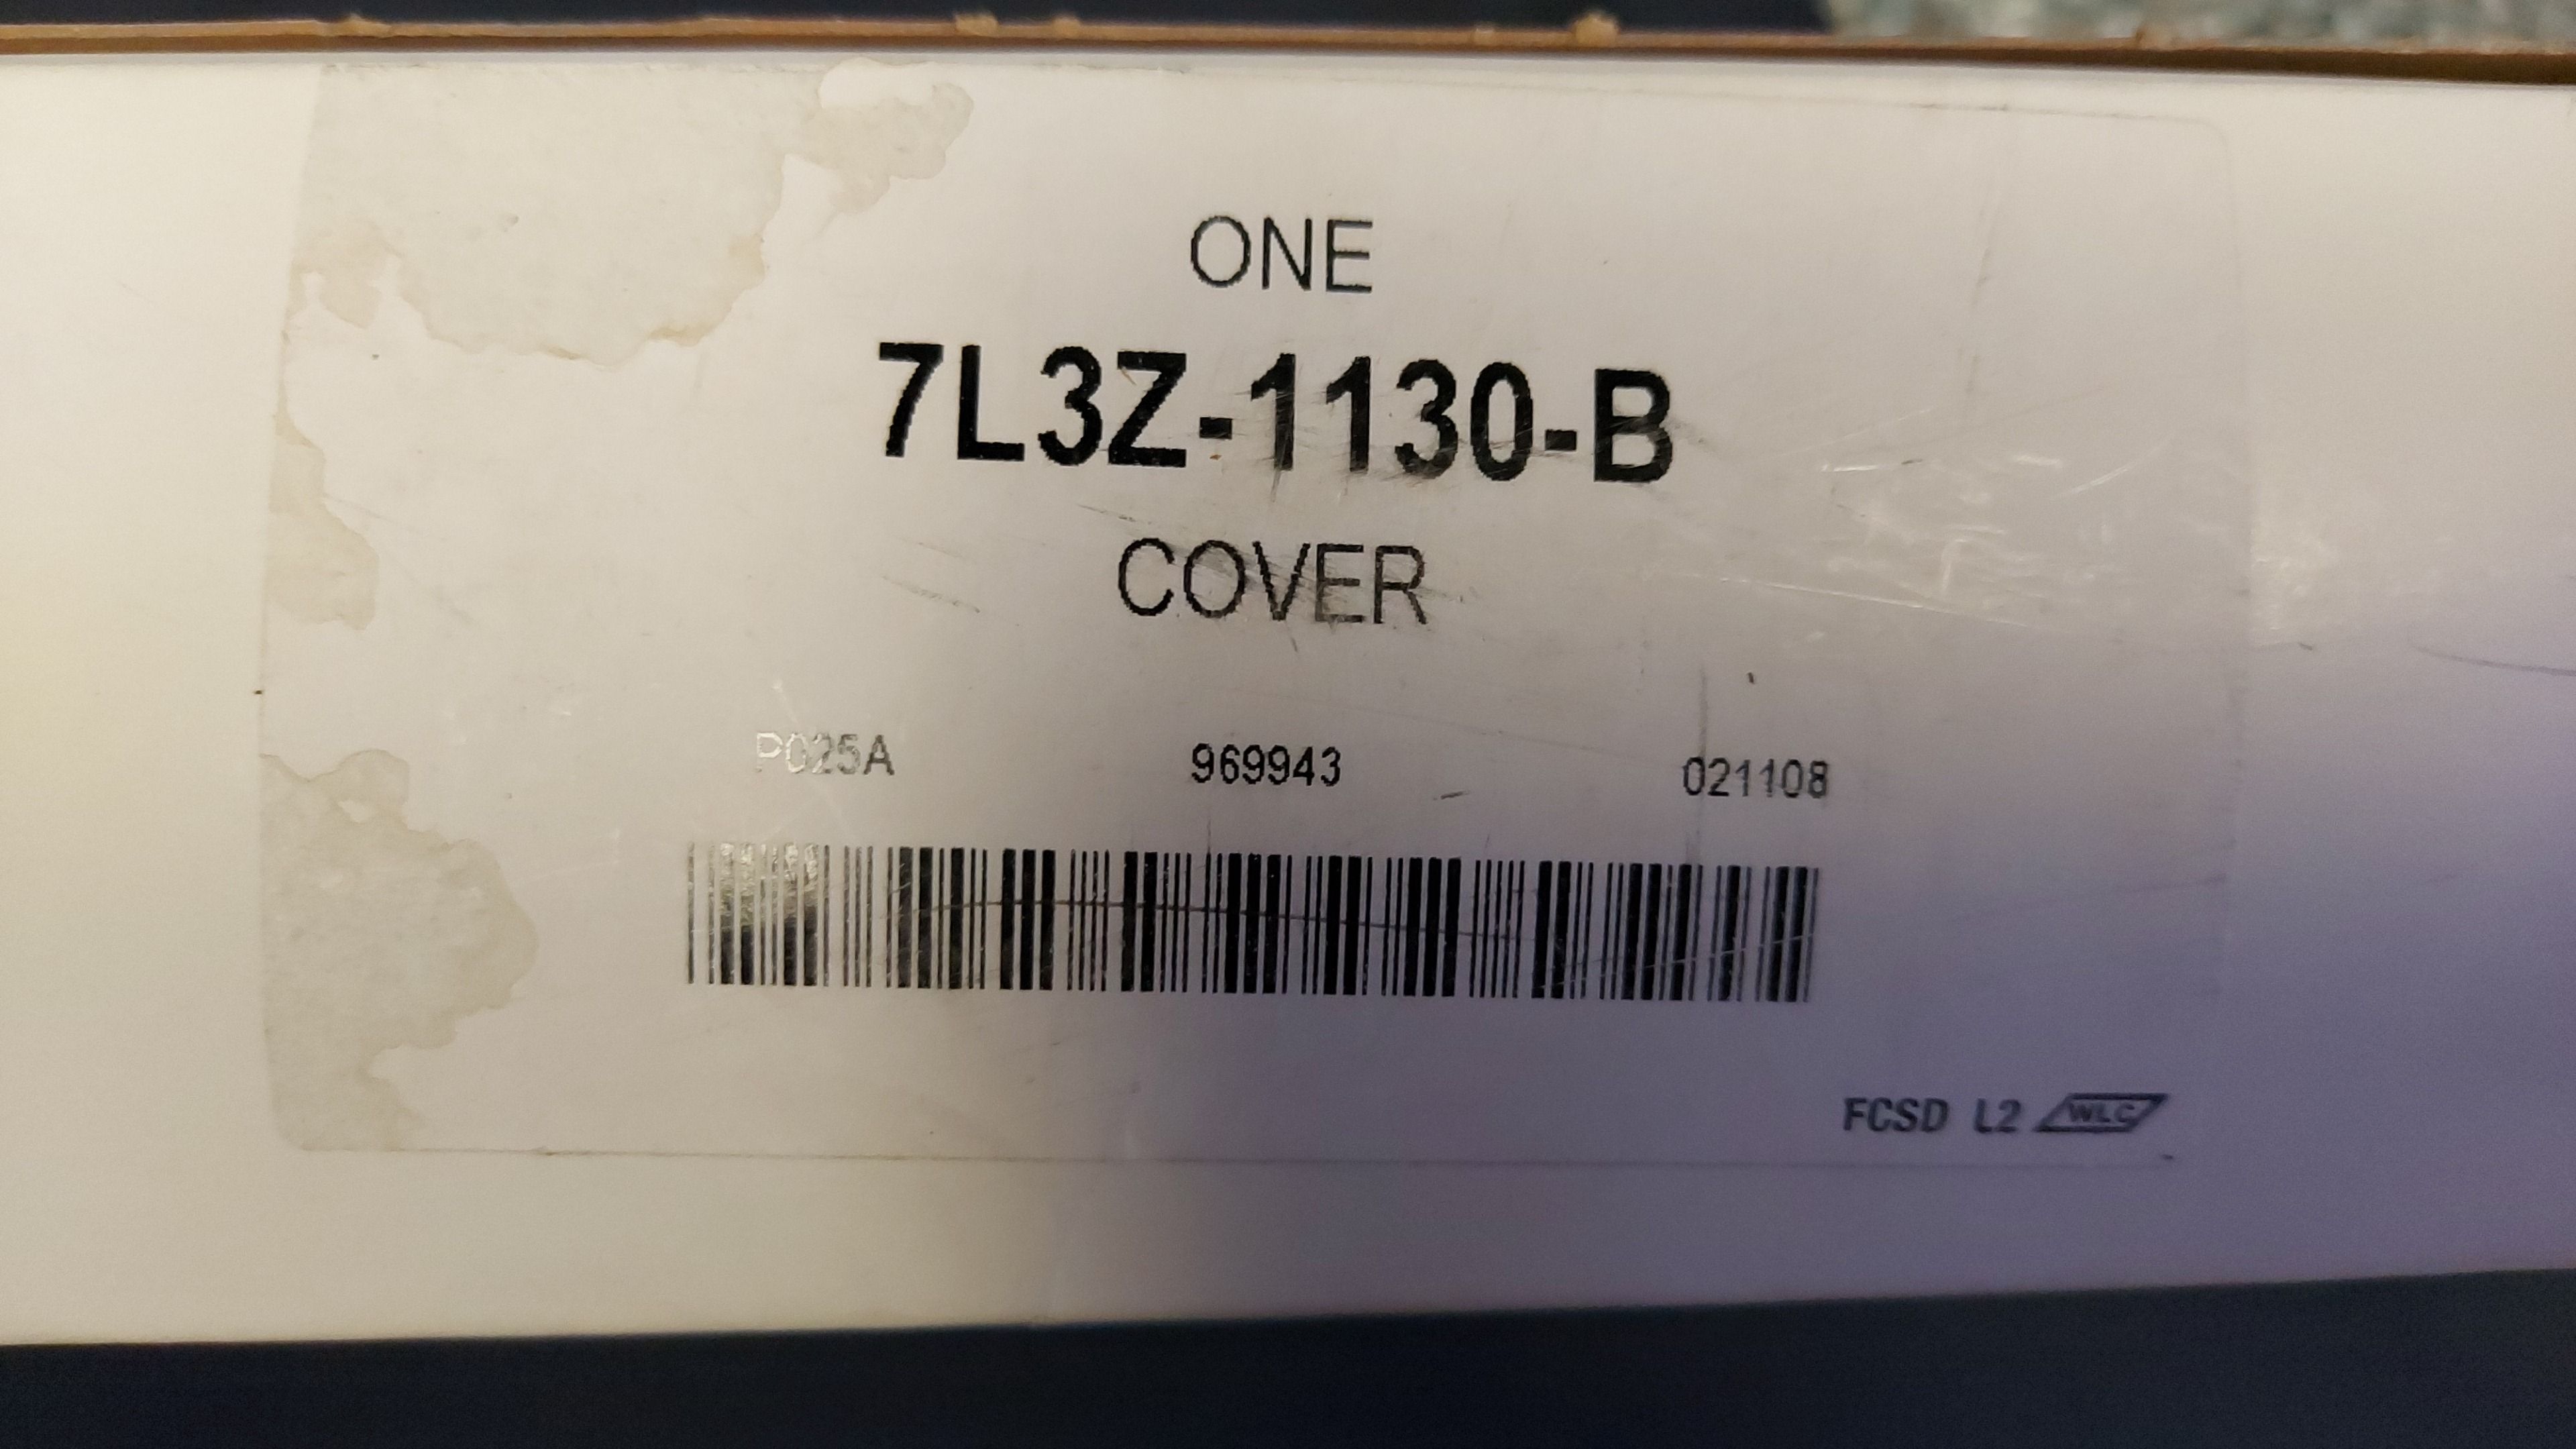 ONE
7L3Z-1130-B
COVER
P025A 969943 021108
FCSD L2 WLC